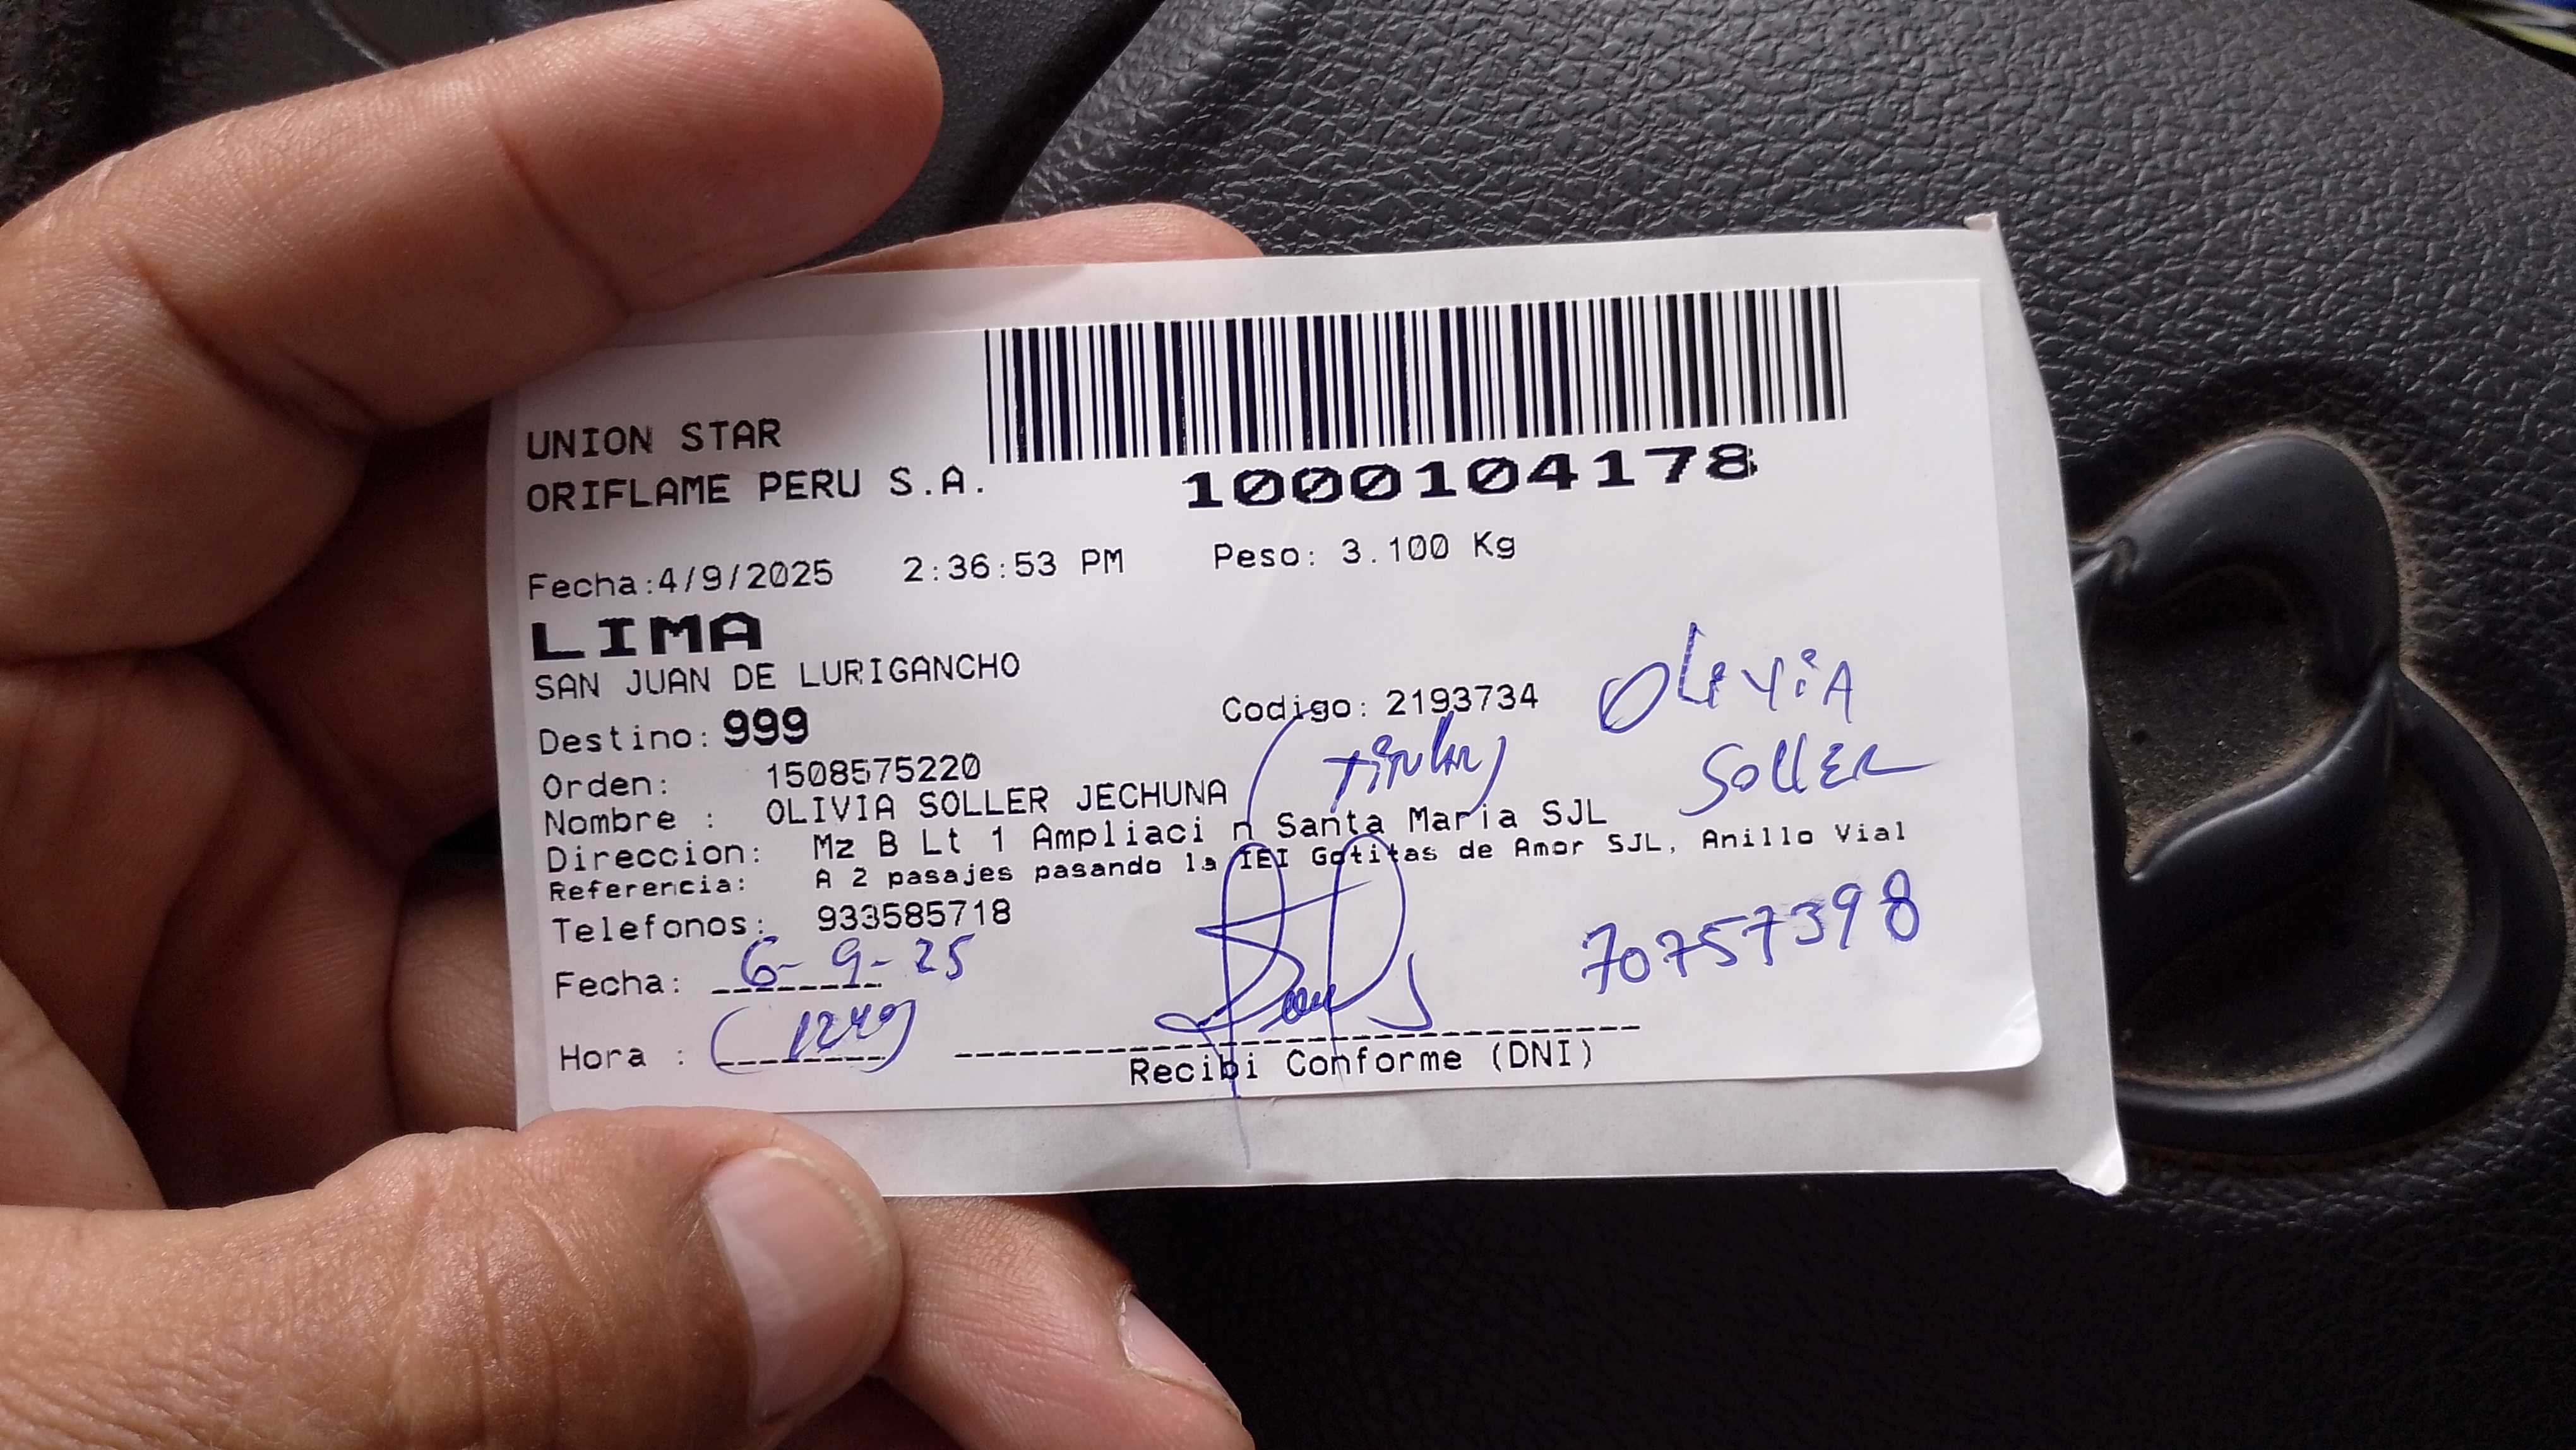 UNION STAR
ORIFLAME PERU S.A.
1000104178
Fecha:4/9/2025 2:36:53 PM Peso: 3.100 Kg
LIMA
SAN JUAN DE LURIGANCHO
Destino: 999 Codigo: 2193734
Olivia
Soller
(Titular)
Orden: 1508575220
Nombre : OLIVIA SOLLER JECHUNA
Direccion: Mz B Lt 1 Ampliaci n Santa Maria SJL
Referencia: A 2 pasajes pasando la IEI Gotitas de Amor SJL, Anillo Vial
Telefonos: 933585718
70757398
Fecha: 6-9-25
Hora : (1249)
Recibi Conforme (DNI)